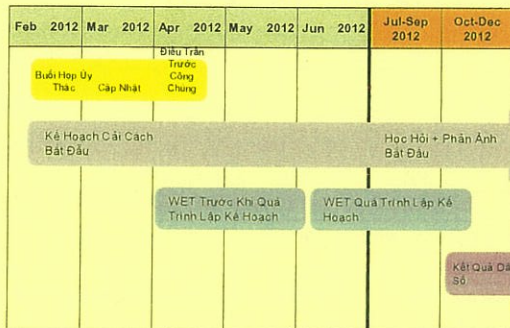 Feb 2012 Mar 2012 Apr 2012 May 2012 Jun 2012 Jul-Sep 2012 Oct-Dec 2012
Điều Trần
Trước
Công
Chúng
Buổi Họp Ủy
Thác
Cập Nhật
Kế Hoạch Cải Cách
Bắt Đầu
Học Hỏi + Phản Ảnh
Bắt Đầu
WET Trước Khi Quá
Trình Lập Kế Hoạch
WET Quá Trình Lập Kế
Hoạch
Kết Quả
Số